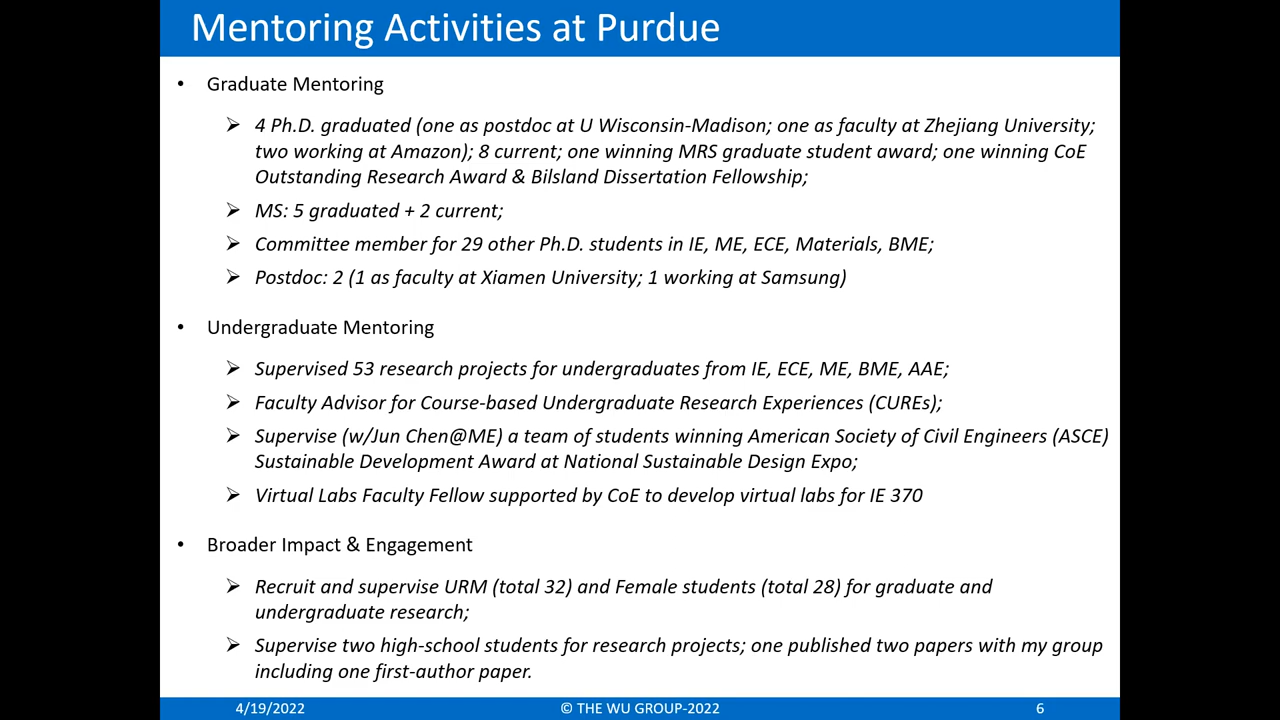 Mentoring Activities at Purdue
• Graduate Mentoring
➢ 4 Ph.D. graduated (one as postdoc at U Wisconsin-Madison; one as faculty at Zhejiang University;
two working at Amazon); 8 current; one winning MRS graduate student award; one winning CoE
Outstanding Research Award & Bilsland Dissertation Fellowship;
➢ MS: 5 graduated + 2 current;
➢ Committee member for 29 other Ph.D. students in IE, ME, ECE, Materials, BME;
➢ Postdoc: 2 (1 as faculty at Xiamen University; 1 working at Samsung)
• Undergraduate Mentoring
➢ Supervised 53 research projects for undergraduates from IE, ECE, ME, BME, AAE;
➢ Faculty Advisor for Course-based Undergraduate Research Experiences (CUREs);
➢ Supervise (w/Jun Chen@ME) a team of students winning American Society of Civil Engineers (ASCE)
Sustainable Development Award at National Sustainable Design Expo;
➢ Virtual Labs Faculty Fellow supported by CoE to develop virtual labs for IE 370
• Broader Impact & Engagement
➢ Recruit and supervise URM (total 32) and Female students (total 28) for graduate and
undergraduate research;
➢ Supervise two high-school students for research projects; one published two papers with my group
including one first-author paper.
4/19/2022 © THE WU GROUP-2022 6